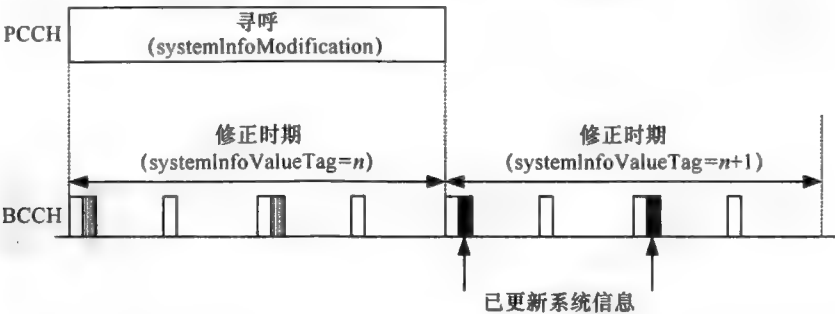 PCCH
寻呼
(systemInfoModification)
修正时期
(systemInfoValueTag=n)
修正时期
(systemInfoValueTag=n+1)
BCCH
已更新系统信息